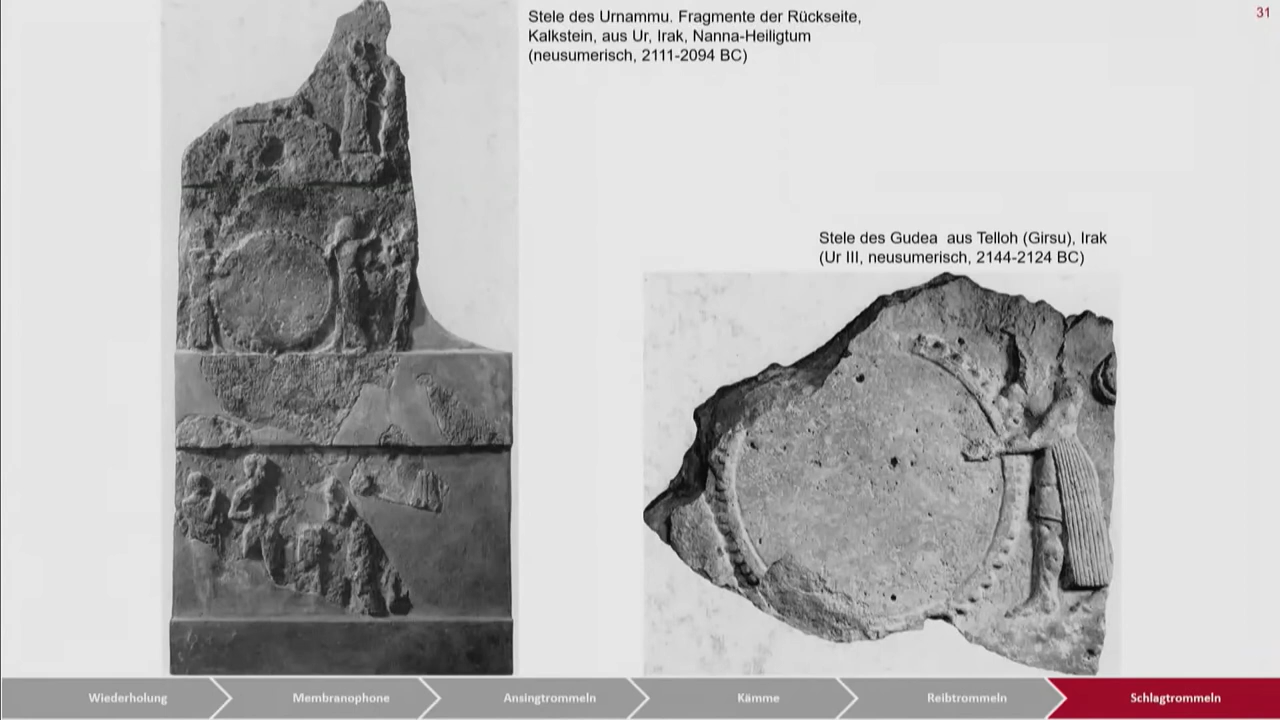 31
Stele des Urnammu. Fragmente der Rückseite,
Kalkstein, aus Ur, Irak, Nanna-Heiligtum
(neusumerisch, 2111-2094 BC)
Stele des Gudea aus Telloh (Girsu), Irak
(Ur III, neusumerisch, 2144-2124 BC)
Wiederholung
Membranophone
Ansingtrommeln
Kämme
Reibtrommeln
Schlagtrommeln